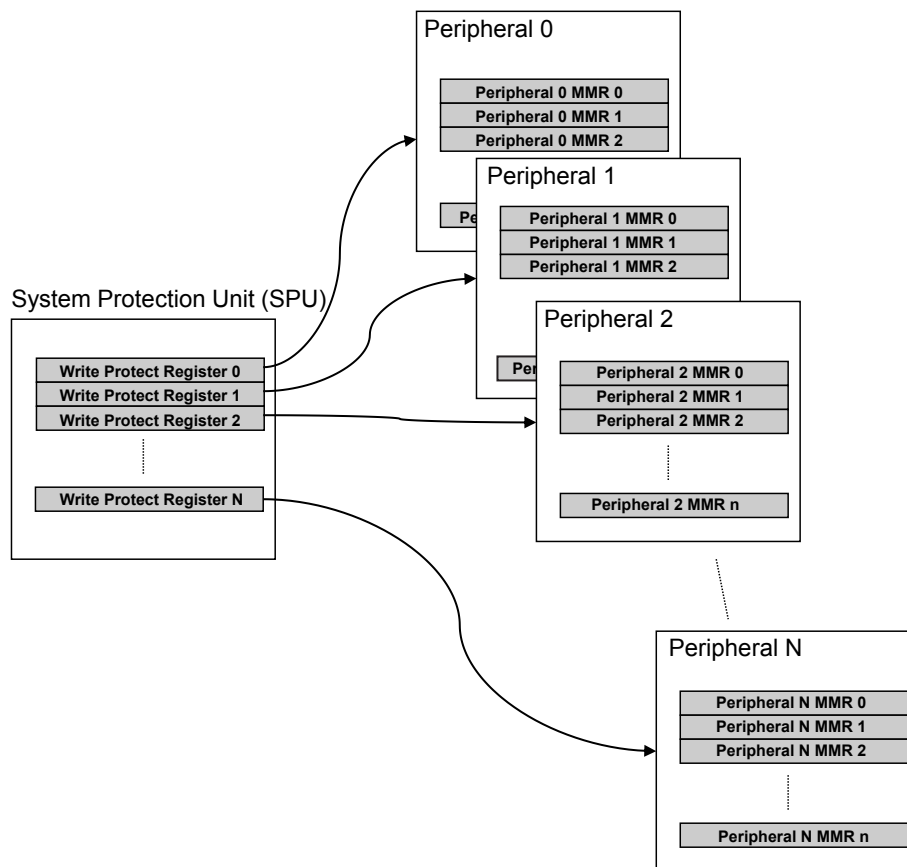 Peripheral 0
Peripheral 0 MMR 0
Peripheral 0 MMR 1
Peripheral 0 MMR 2
Peripheral 1
Peripheral 1 MMR 0
Peripheral 1 MMR 1
Peripheral 1 MMR 2
System Protection Unit (SPU)
Write Protect Register 0
Write Protect Register 1
Write Protect Register 2
Write Protect Register N
Peripheral 2
Peripheral 2 MMR 0
Peripheral 2 MMR 1
Peripheral 2 MMR 2
Peripheral 2 MMR n
Peripheral N
Peripheral N MMR 0
Peripheral N MMR 1
Peripheral N MMR 2
Peripheral N MMR n